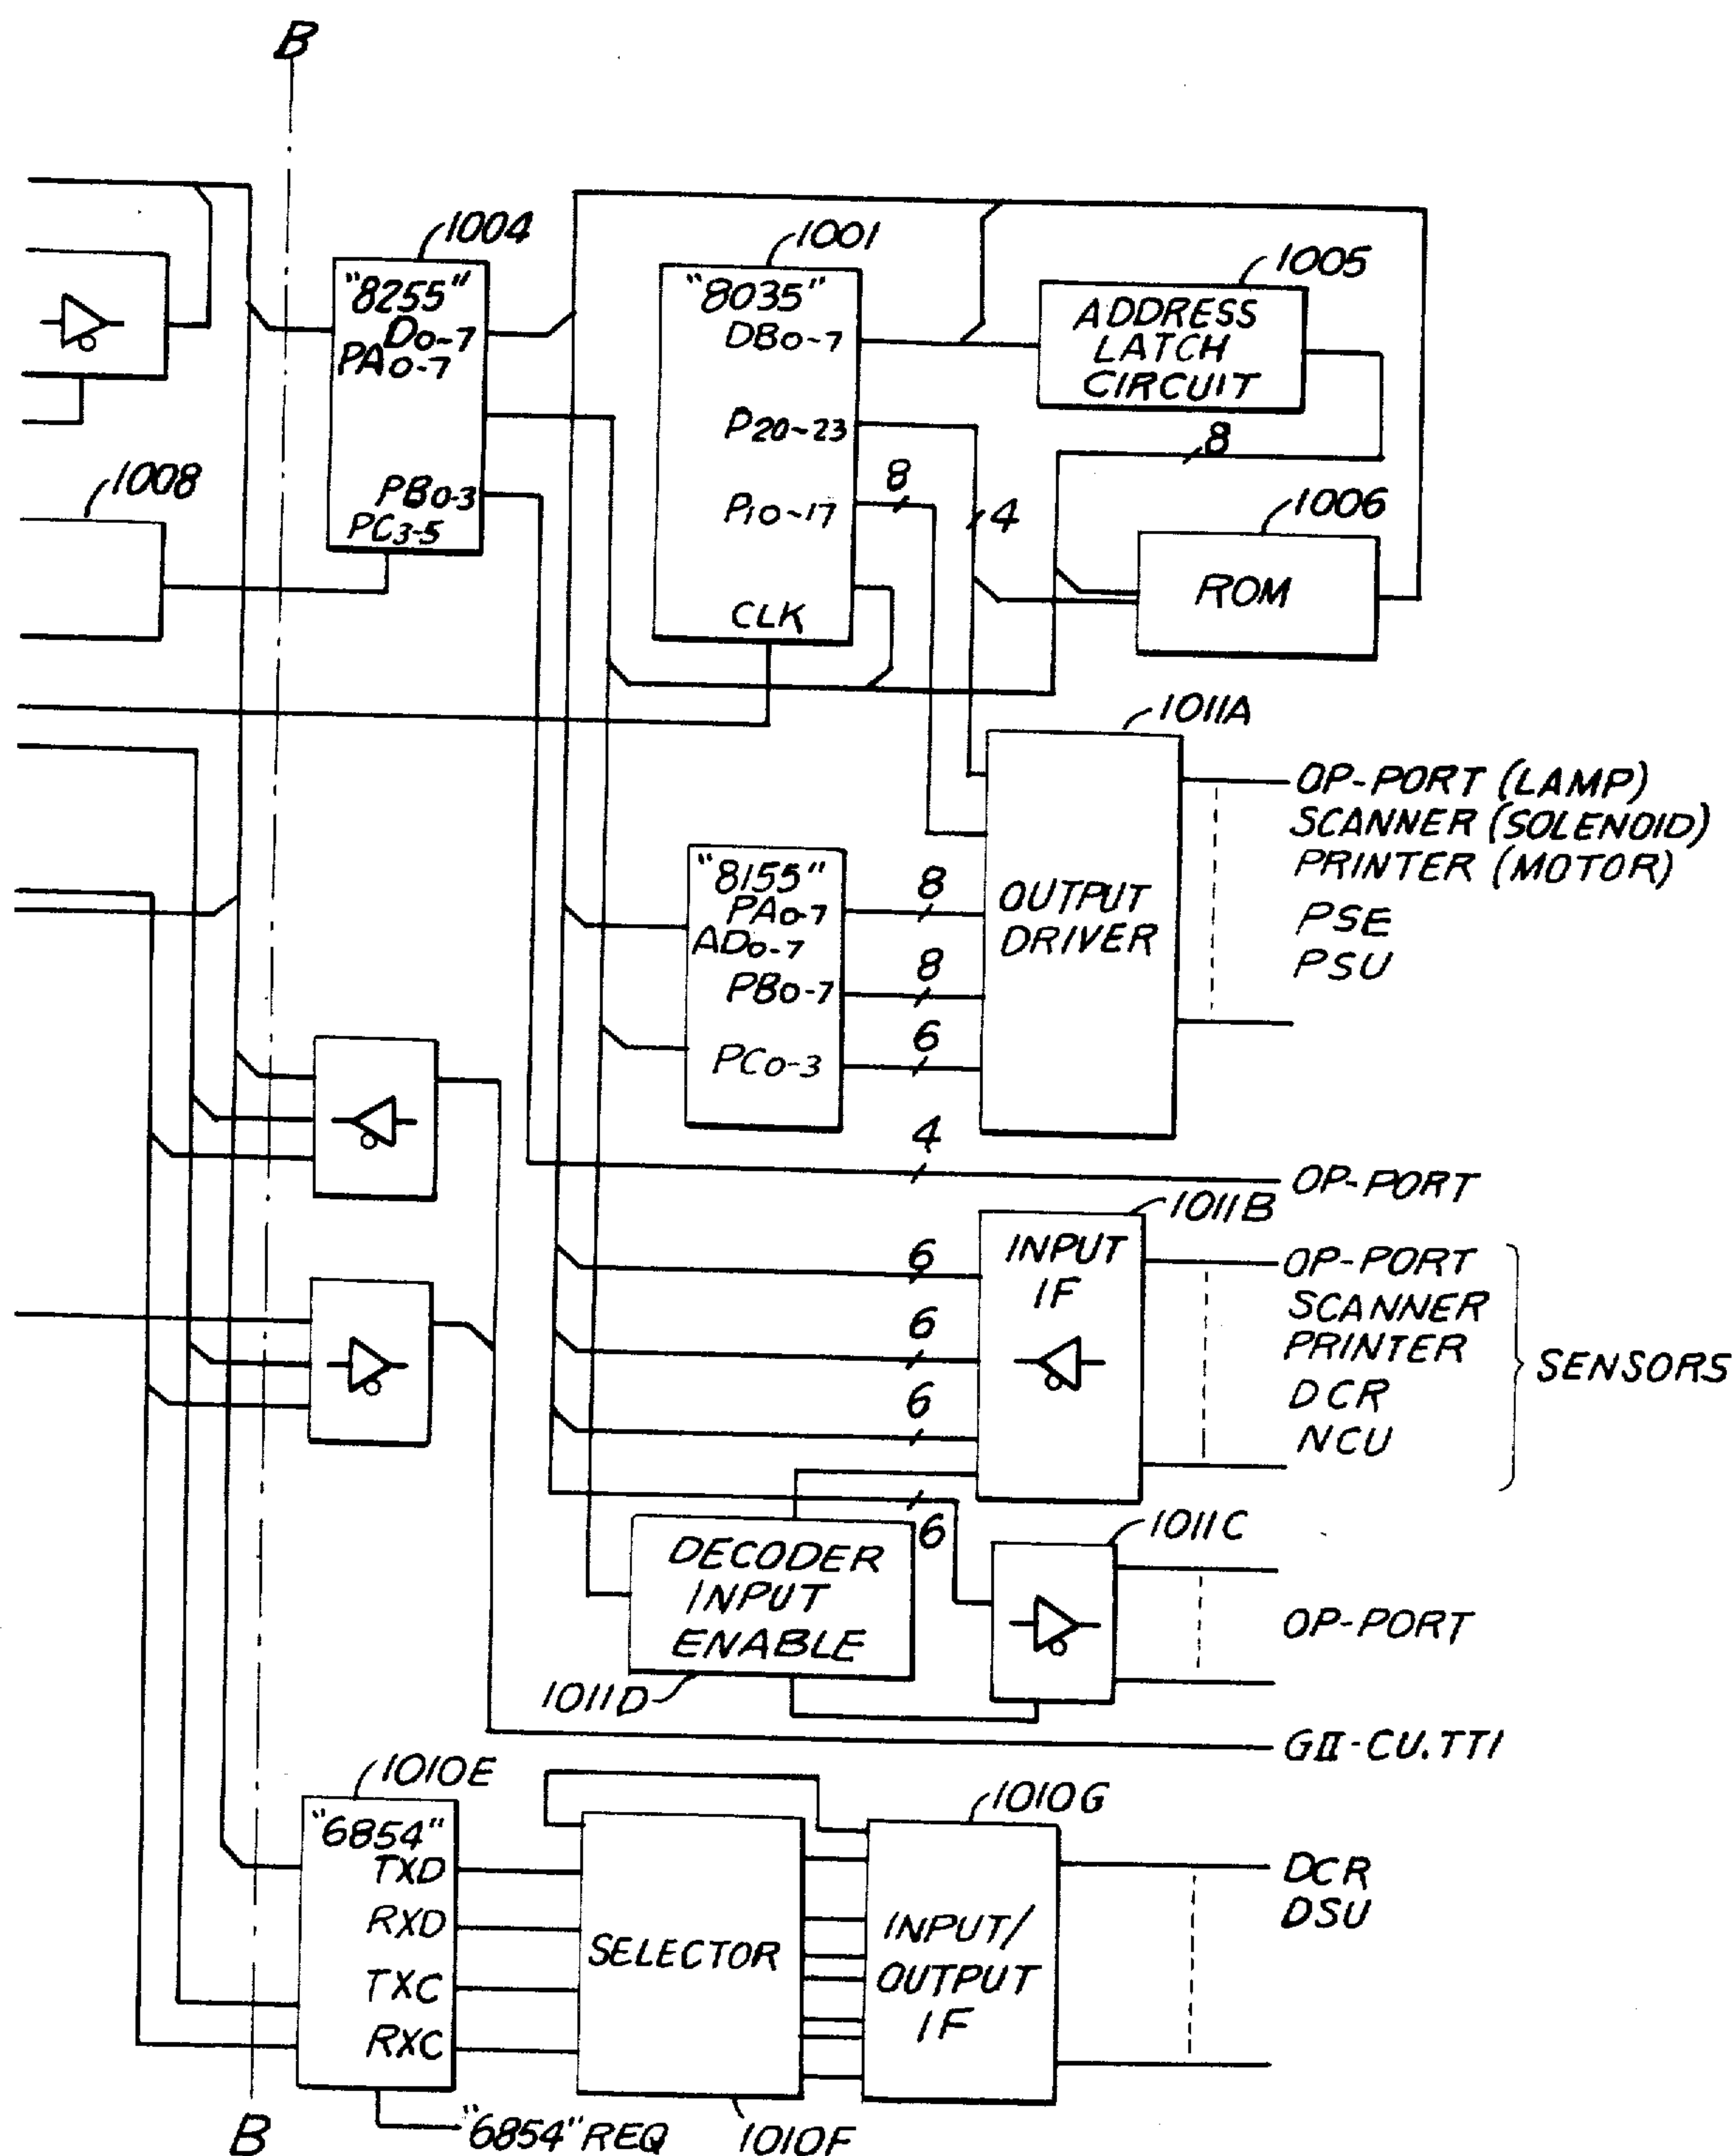 B
1004
1001
1005
"8255"
D0-7
PA0-7
PB0-3
PC3-5
"8035"
DB0-7
P20~23
P10~17
CLK
8
4
ADDRESS
LATCH
CIRCUIT
8
1008
1006
ROM
1011A
OP-PORT (LAMP)
SCANNER (SOLENOID)
PRINTER (MOTOR)
PSE
PSU
"8155"
PA0-7
AD0-7
PB0-7
PC0-3
8
8
6
OUTPUT
DRIVER
4
OP-PORT
1011B
INPUT
IF
6
6
6
OP-PORT
SCANNER
PRINTER
DCR
NCU
SENSORS
6
1011C
DECODER
INPUT
ENABLE
1011D
OP-PORT
GII-CU.TTI
1010E
"6854"
TXD
RXD
TXC
RXC
SELECTOR
1010G
INPUT/
OUTPUT
IF
DCR
DSU
B
"6854" REQ
1010F